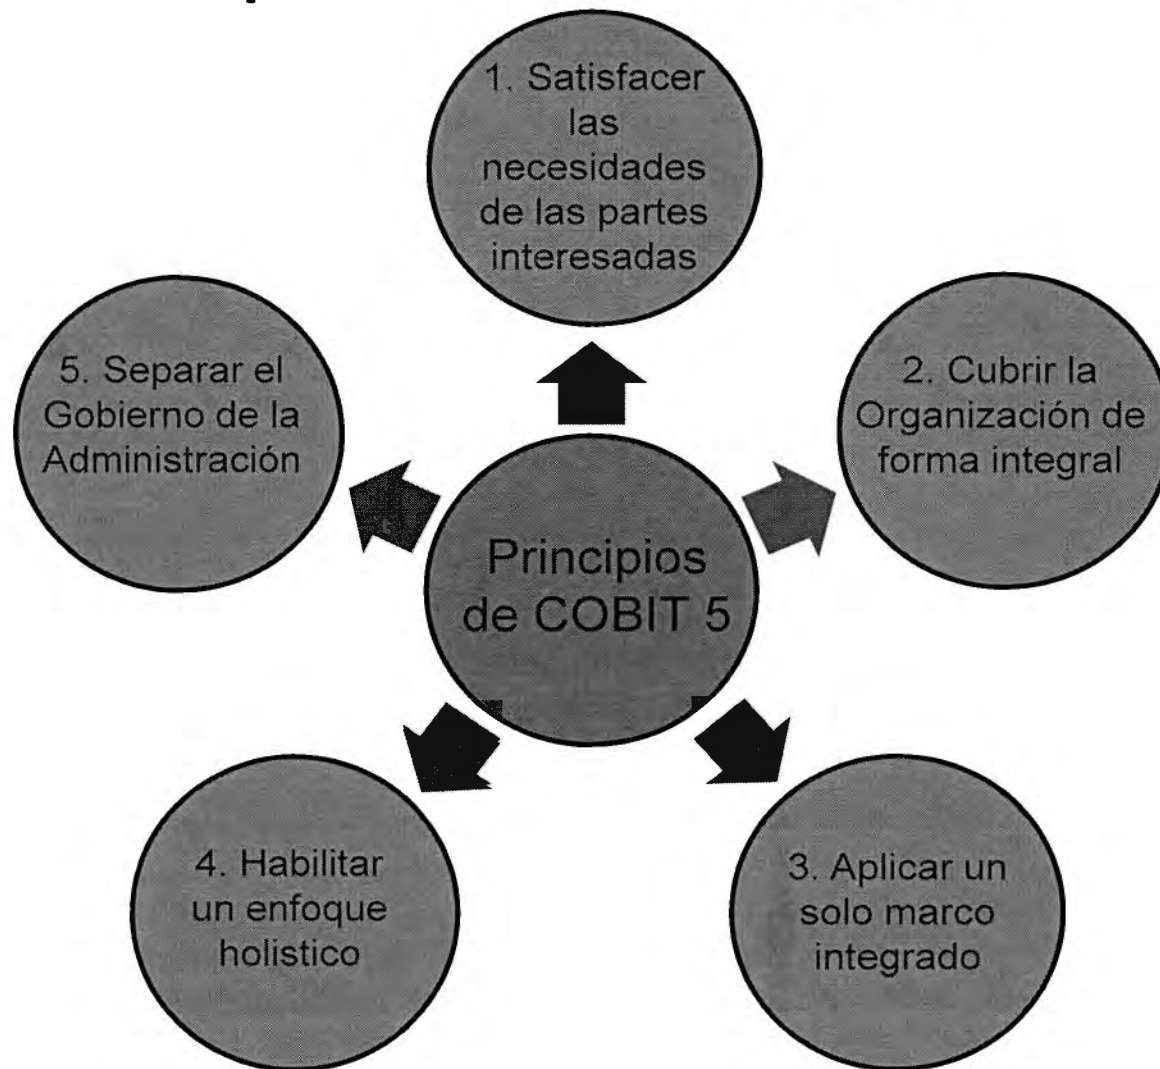 1. Satisfacer
las
necesidades
de las partes
interesadas
2. Cubrir la
Organización de
forma integral
3. Aplicar un
solo marco
integrado
4. Habilitar
un enfoque
holistico
5. Separar el
Gobierno de la
Administración
Principios
de COBIT 5